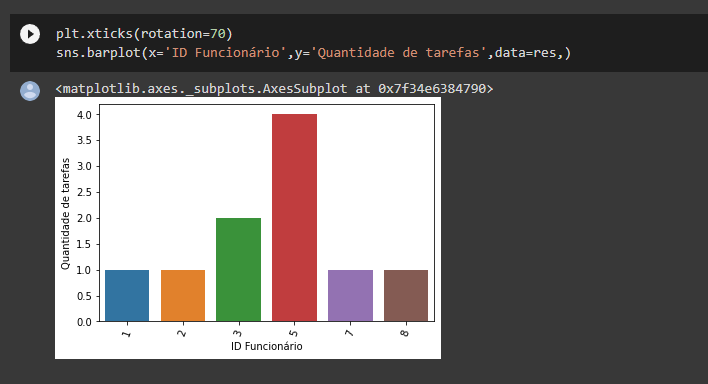 plt.xticks(rotation=70)
sns.barplot(x='ID Funcionário',y='Quantidade de tarefas',data=res,)
<matplotlib.axes._subplots.AxesSubplot at 0x7f34e6384790>
Quantidade de tarefas
4.0
3.5
3.0
2.5
2.0
1.5
1.0
0.5
0.0
1 2 3 5 7 8
ID Funcionário